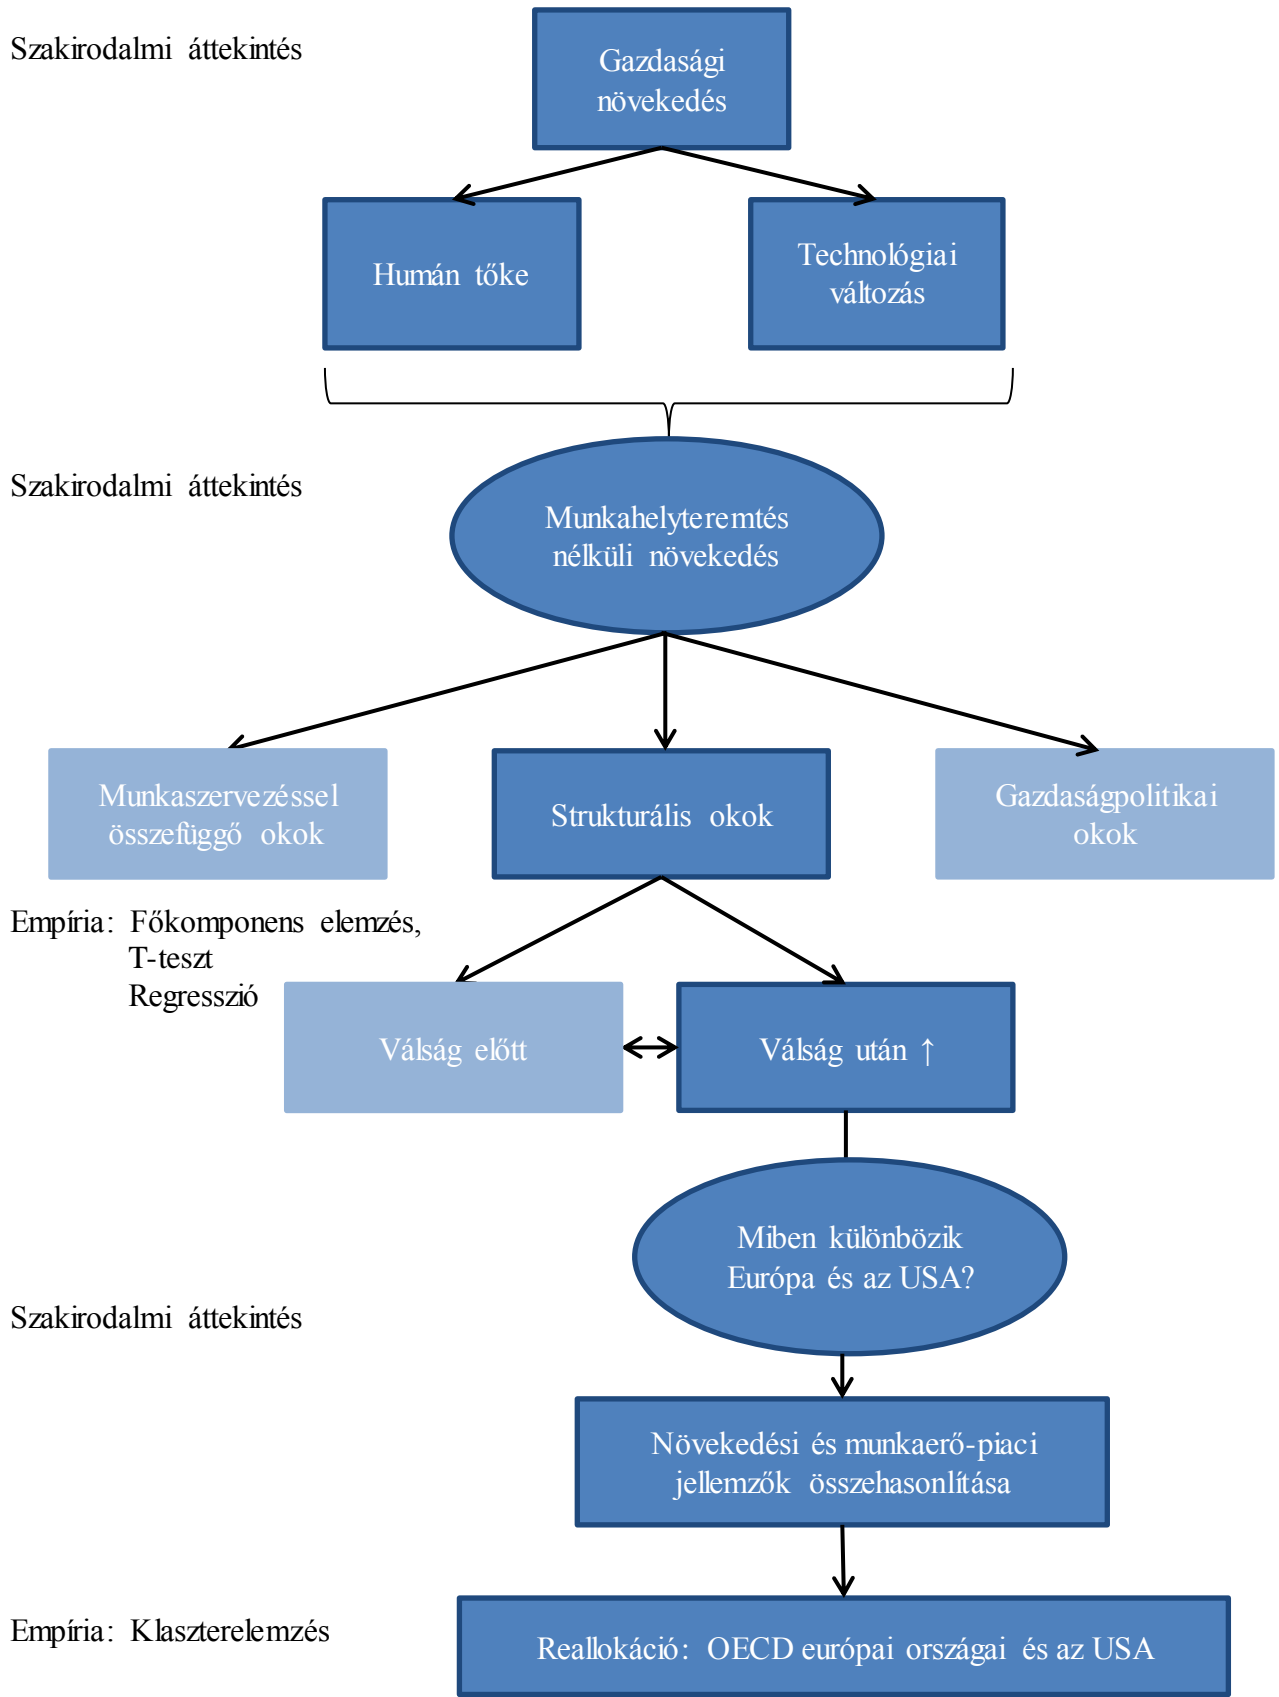 Szakirodalmi áttekintés
Gazdasági
növekedés
Humán tőke
Technológiai
változás
Szakirodalmi áttekintés
Munkahelyteremtés
nélküli növekedés
Munkaszervezéssel
összefüggő okok
Strukturális okok
Gazdaságpolitikai
okok
Empíria: Főkomponens elemzés,
T-teszt
Regresszió
Válság előtt
Válság után ↑
Miben különbözik
Európa és az USA?
Szakirodalmi áttekintés
Növekedési és munkaerő-piaci
jellemzők összehasonlítása
Empíria: Klaszterelemzés
Reallokáció: OECD európai országai és az USA